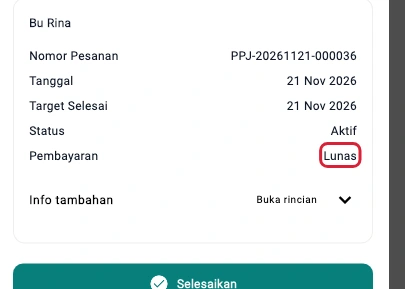 Bu Rina
Nomor Pesanan PPJ-20261121-000036
Tanggal 21 Nov 2026
Target Selesai 21 Nov 2026
Status Aktif
Pembayaran Lunas
Info tambahan Buka rincian
Selesaikan